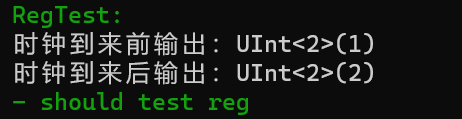 RegTest:
时钟到来前输出：UInt<2>(1)
时钟到来后输出：UInt<2>(2)
- should test reg